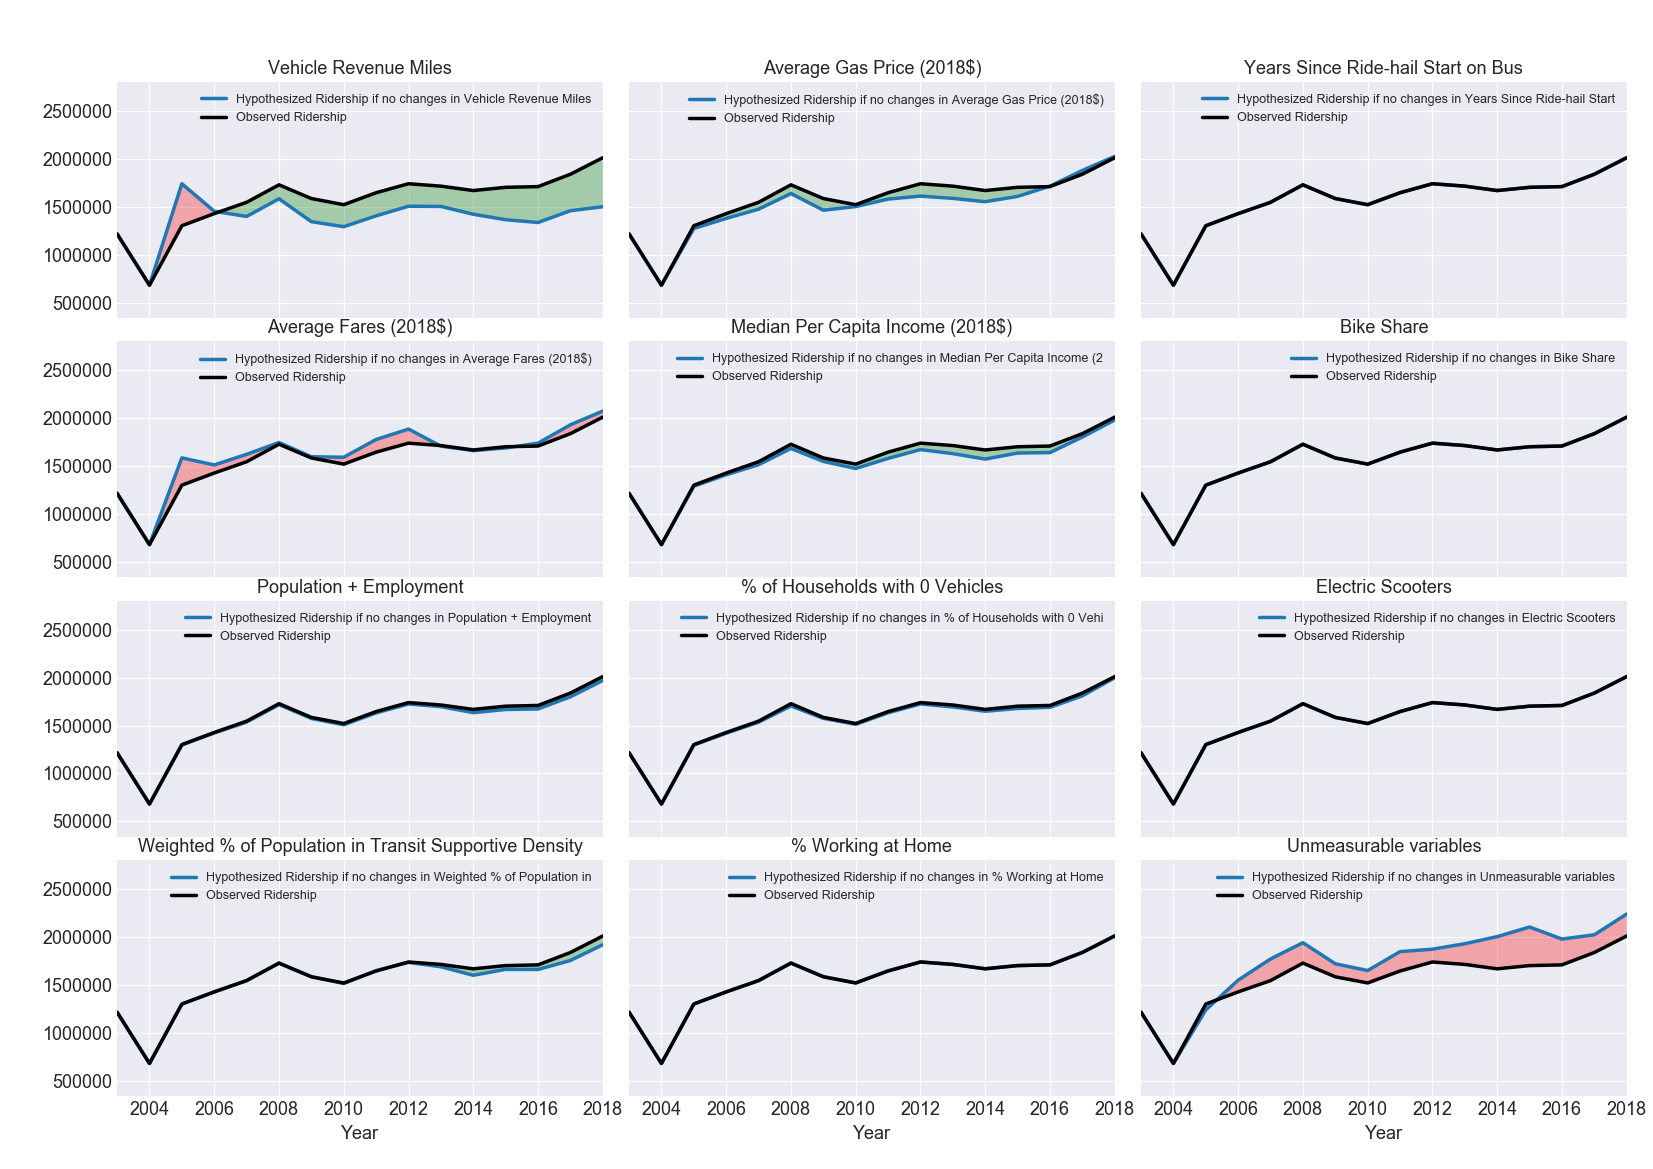 Vehicle Revenue Miles
Average Gas Price (2018$)
Years Since Ride-hail Start on Bus
2500000
2000000
1500000
1000000
500000
Hypothesized Ridership if no changes in Vehicle Revenue Miles
Observed Ridership
Hypothesized Ridership if no changes in Average Gas Price (2018$)
Observed Ridership
Hypothesized Ridership if no changes in Years Since Ride-hail Start
Observed Ridership
Average Fares (2018$)
Median Per Capita Income (2018$)
Bike Share
2500000
2000000
1500000
1000000
500000
Hypothesized Ridership if no changes in Average Fares (2018$)
Observed Ridership
Hypothesized Ridership if no changes in Median Per Capita Income (2
Observed Ridership
Hypothesized Ridership if no changes in Bike Share
Observed Ridership
Population + Employment
% of Households with 0 Vehicles
Electric Scooters
2500000
2000000
1500000
1000000
500000
Hypothesized Ridership if no changes in Population + Employment
Observed Ridership
Hypothesized Ridership if no changes in % of Households with 0 Vehi
Observed Ridership
Hypothesized Ridership if no changes in Electric Scooters
Observed Ridership
Weighted % of Population in Transit Supportive Density
% Working at Home
Unmeasurable variables
2500000
2000000
1500000
1000000
500000
Hypothesized Ridership if no changes in Weighted % of Population in
Observed Ridership
Hypothesized Ridership if no changes in % Working at Home
Observed Ridership
Hypothesized Ridership if no changes in Unmeasurable variables
Observed Ridership
2004 2006 2008 2010 2012 2014 2016 2018
2004 2006 2008 2010 2012 2014 2016 2018
2004 2006 2008 2010 2012 2014 2016 2018
Year
Year
Year